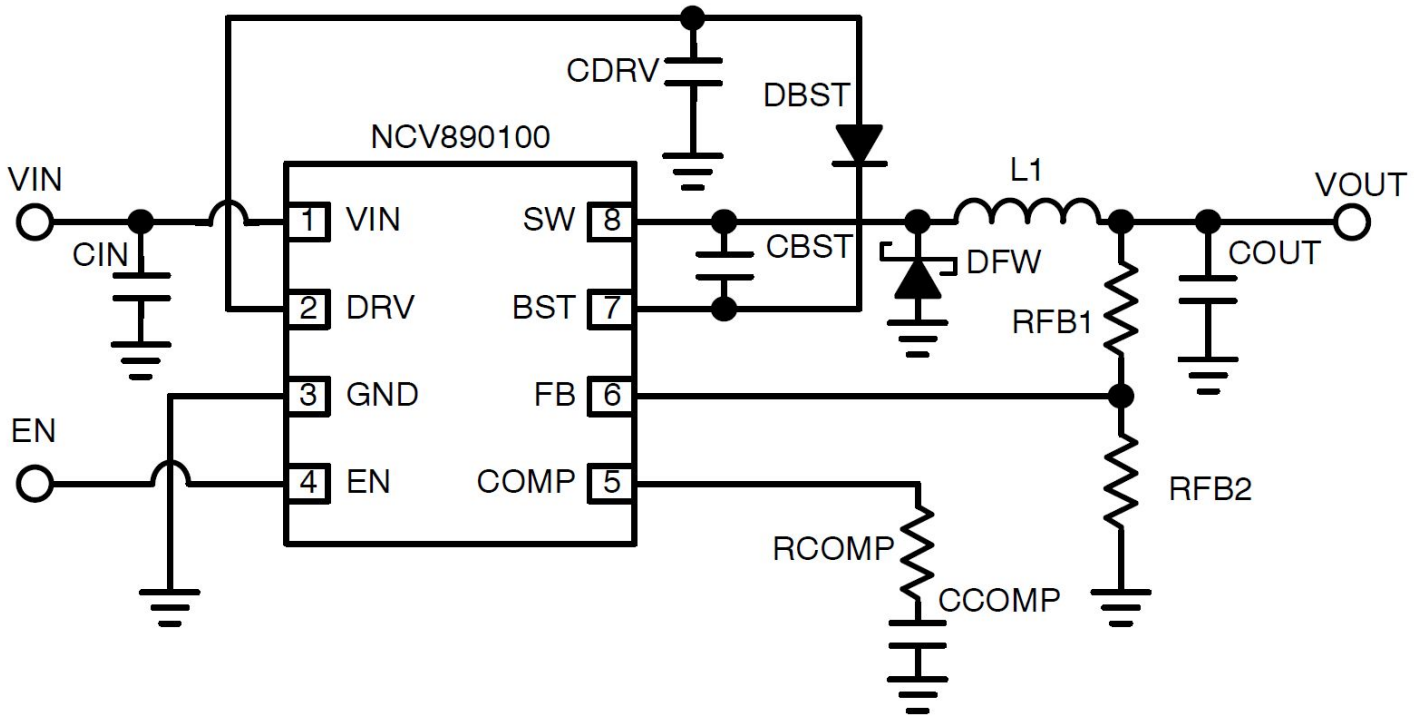 CDRV
DBST
NCV890100
VIN
L1
VOUT
1 VIN
SW 8
CIN
CBST
DFW
COUT
2 DRV
BST 7
RFB1
3 GND
FB 6
EN
4 EN
COMP 5
RFB2
RCOMP
CCOMP